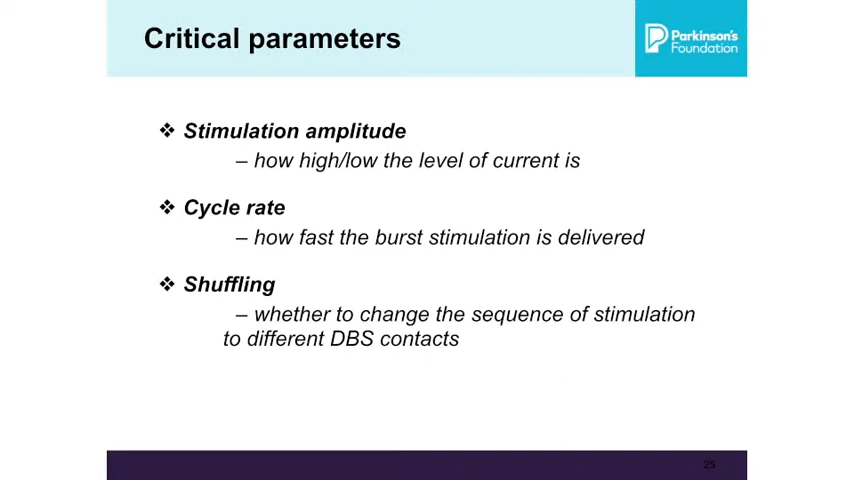 Critical parameters
Parkinson's
Foundation
❖ Stimulation amplitude
– how high/low the level of current is
❖ Cycle rate
– how fast the burst stimulation is delivered
❖ Shuffling
– whether to change the sequence of stimulation
to different DBS contacts
25